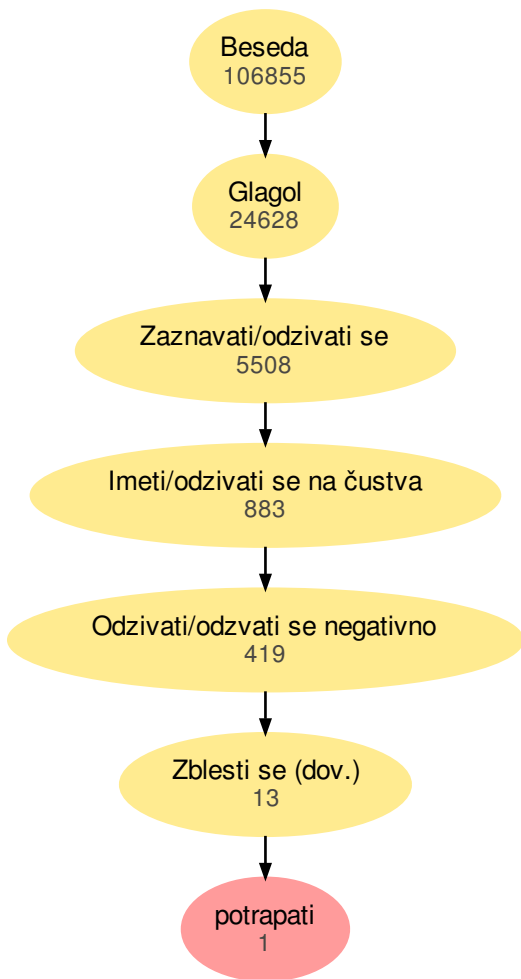 Beseda
106855
Glagol
24628
Zaznavati/odzivati se
5508
Imeti/odzivati se na čustva
883
Odzivati/odzvati se negativno
419
Zblesti se (dov.)
13
potrapati
1